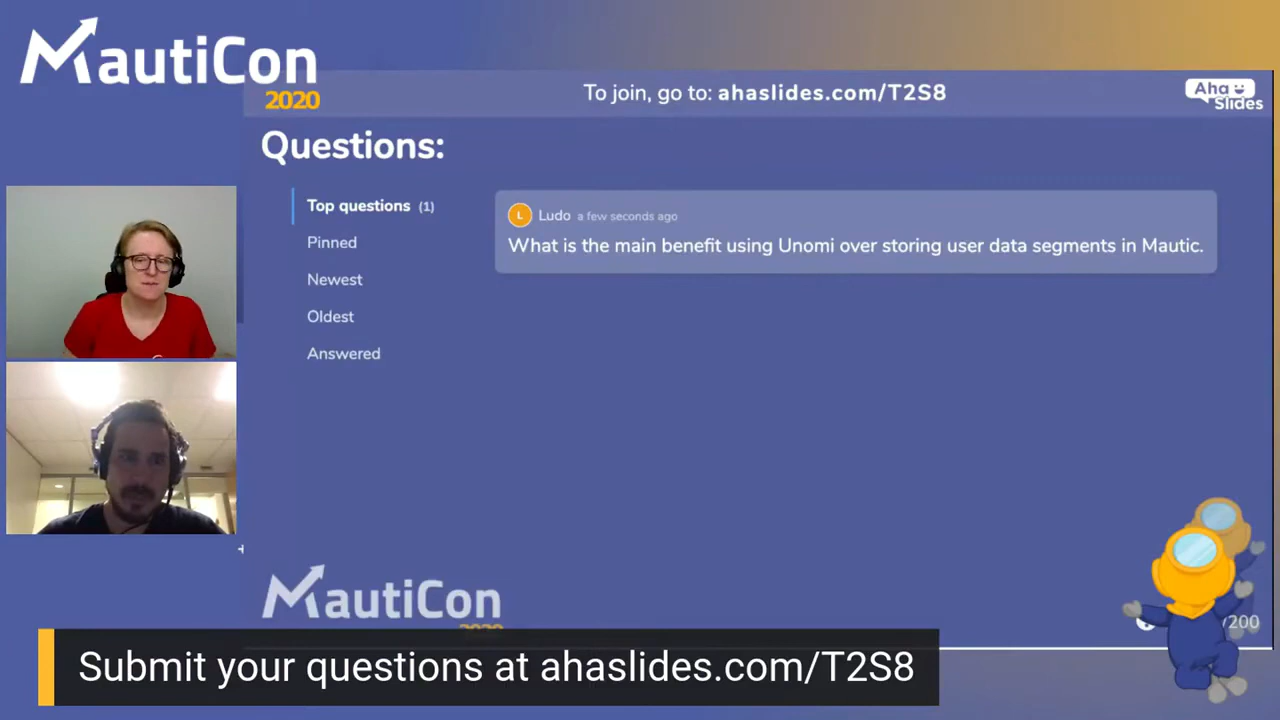 MautiCon
2020
To join, go to: ahaslides.com/T2S8
Aha
Slides
Questions:
Top questions (1)
Pinned
Newest
Oldest
Answered
L Ludo a few seconds ago
What is the main benefit using Unomi over storing user data segments in Mautic.
MautiCon
/200
Submit your questions at ahaslides.com/T2S8